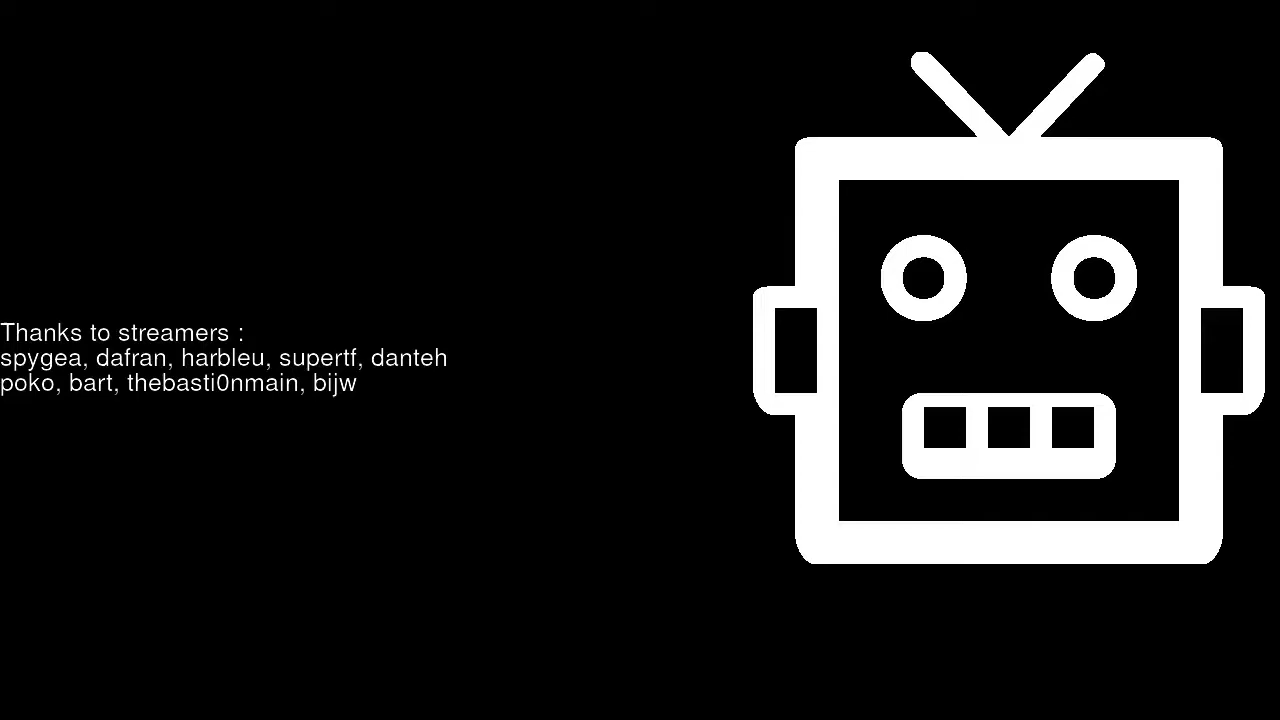 Thanks to streamers :
spygea, dafran, harbleu, supertf, danteh
poko, bart, thebasti0nmain, bijw